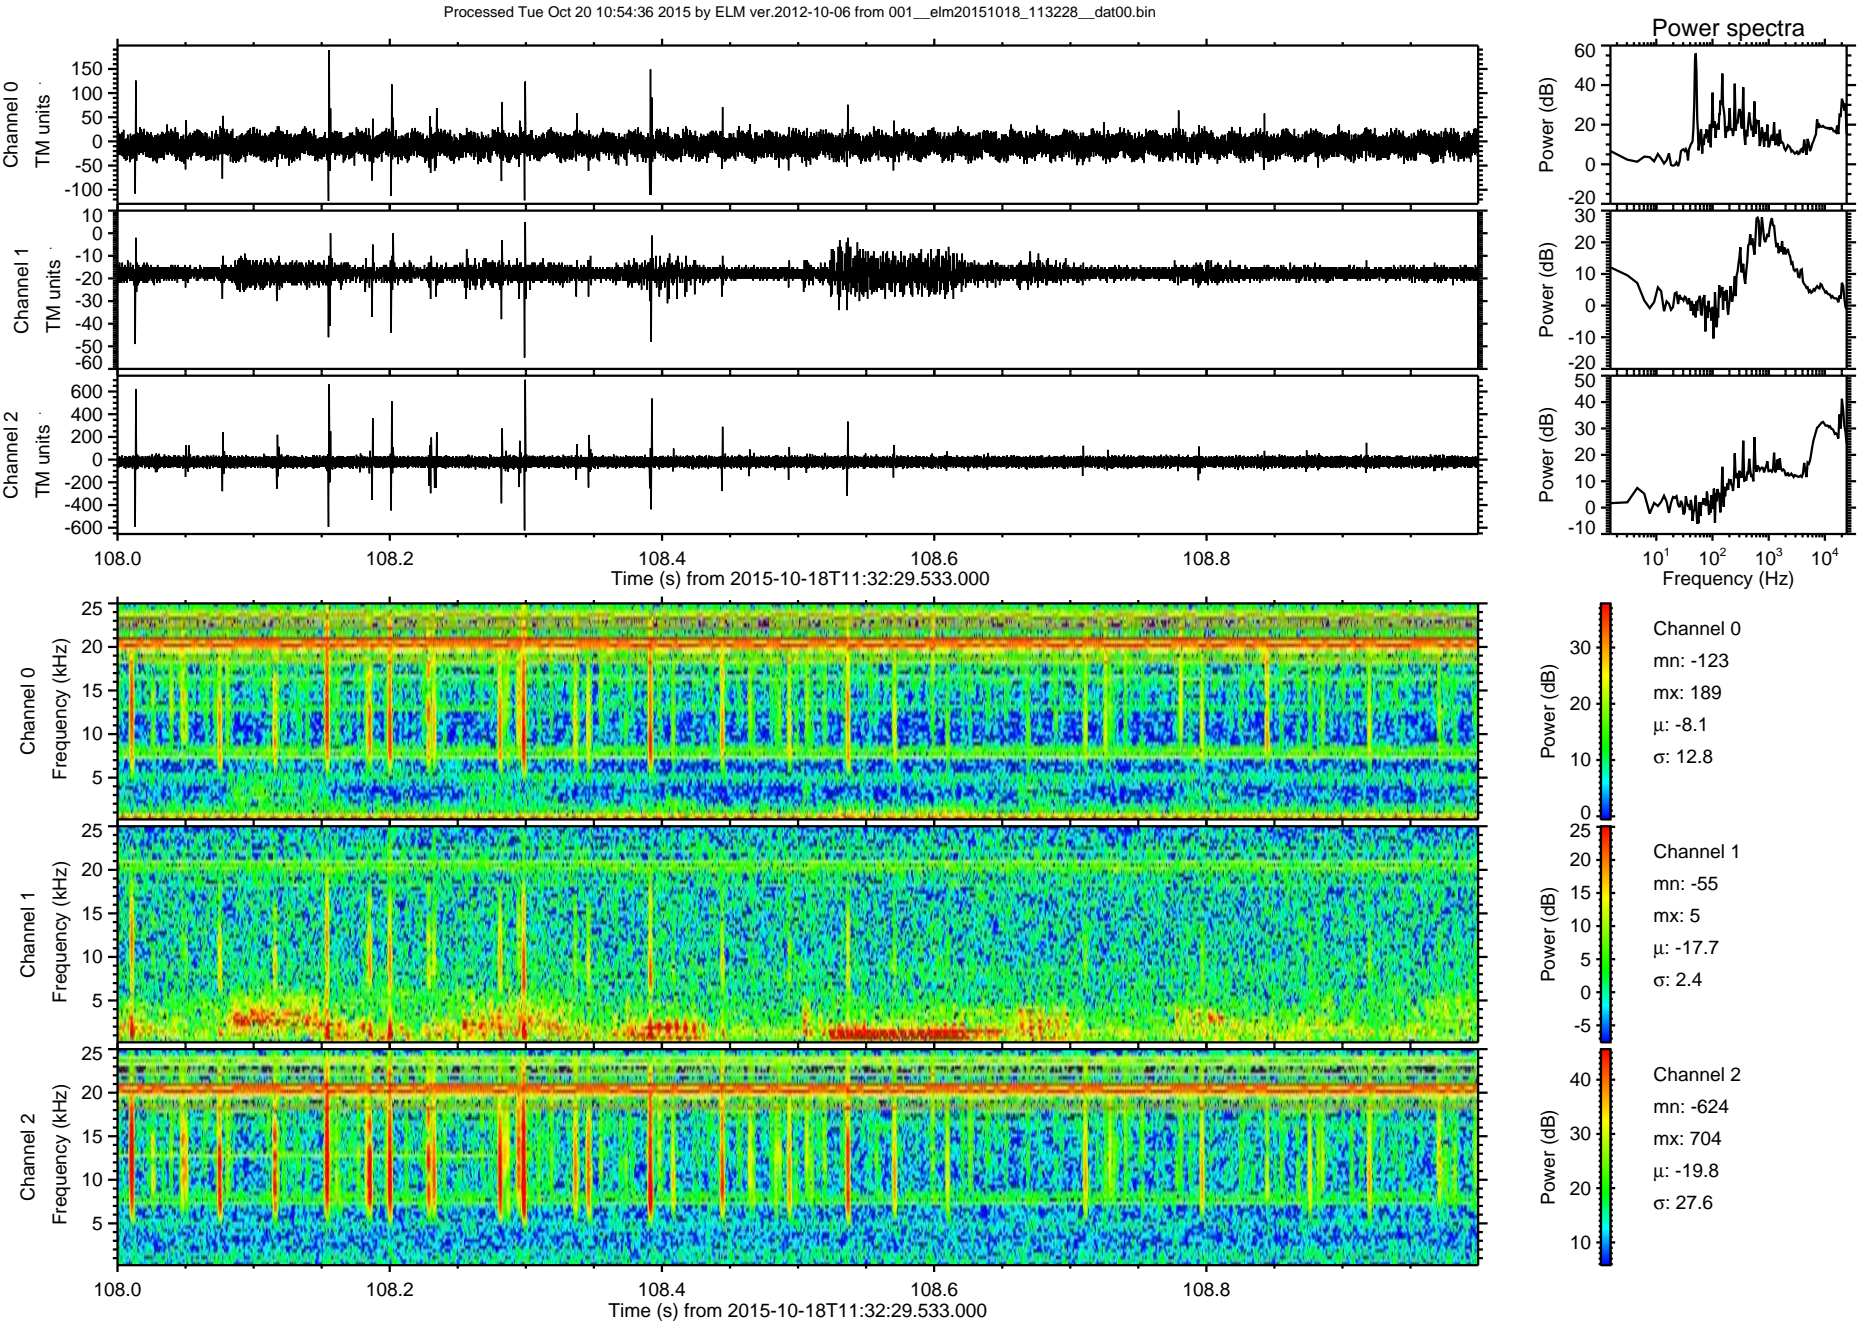 Processed Tue Oct 20 10:54:36 2015 by ELM ver.2012-10-06 from 001__elm20151018_113228__dat00.bin
Power spectra
Channel 0
TM units
150
100
50
0
-50
-100
Power (dB)
60
40
20
0
-20
Channel 1
TM units
10
0
-10
-20
-30
-40
-50
-60
Power (dB)
30
20
10
0
-10
-20
Channel 2
TM units
600
400
200
0
-200
-400
-600
Power (dB)
50
40
30
20
10
0
-10
108.0 108.2 108.4 108.6 108.8
Time (s) from 2015-10-18T11:32:29.533.000
10^1 10^2 10^3 10^4
Frequency (Hz)
Channel 0
Frequency (kHz)
25
20
15
10
5
Power (dB)
30
20
10
0
Channel 0
mn: -123
mx: 189
μ: -8.1
σ: 12.8
Channel 1
Frequency (kHz)
25
20
15
10
5
Power (dB)
25
20
15
10
5
0
-5
Channel 1
mn: -55
mx: 5
μ: -17.7
σ: 2.4
Channel 2
Frequency (kHz)
25
20
15
10
5
Power (dB)
40
30
20
10
Channel 2
mn: -624
mx: 704
μ: -19.8
σ: 27.6
108.0 108.2 108.4 108.6 108.8
Time (s) from 2015-10-18T11:32:29.533.000